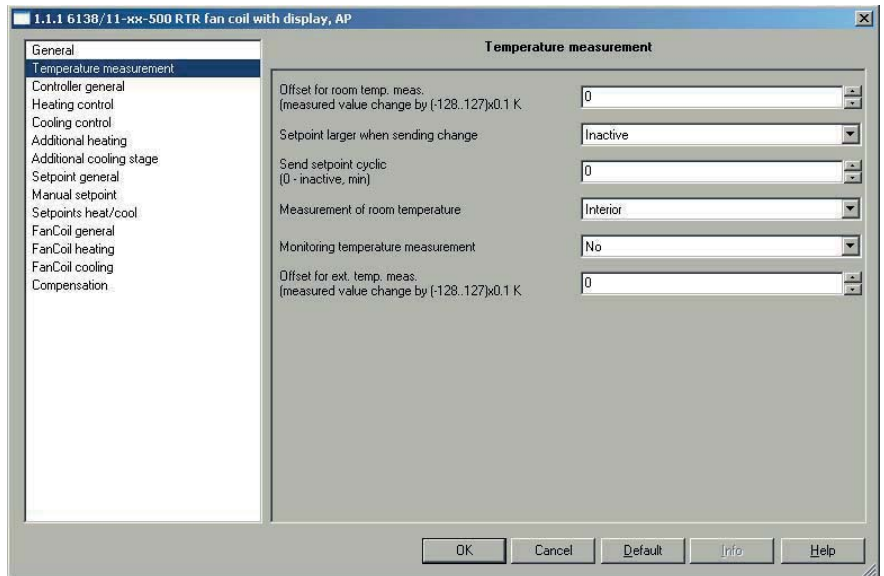 1.1.1 6138/11-xx-500 RTR fan coil with display, AP
General
Temperature measurement
Controller general
Heating control
Cooling control
Additional heating
Additional cooling stage
Setpoint general
Manual setpoint
Setpoints heat/cool
FanCoil general
FanCoil heating
FanCoil cooling
Compensation
Temperature measurement
Offset for room temp. meas.
(measured value change by (-128..127)x0.1 K
0
Setpoint larger when sending change
Inactive
Send setpoint cyclic
(0 - inactive, min)
0
Measurement of room temperature
Interior
Monitoring temperature measurement
No
Offset for ext. temp. meas.
(measured value change by (-128..127)x0.1 K
0
OK
Cancel
Default
Info
Help